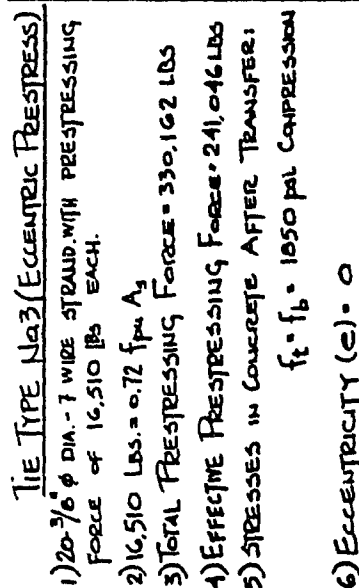 TIE TYPE No3 (ECCENTRIC PRESTRESS)
1) 20-3/8" φ DIA.-7 WIRE STRAND. WITH PRESTRESSING
FORCE OF 16,510 lBS EACH.
2) 16,510 LBS. = 0.72 fpu As
3) TOTAL PRESTRESSING FORCE = 330,162 LBS
4) EFFECTIVE PRESTRESSING FORCE = 241,046 LBS
5) STRESSES IN CONCRETE AFTER TRANSFER:
ft = fb = 1850 psi COMPRESSION
6) ECCENTRICITY (e) = 0